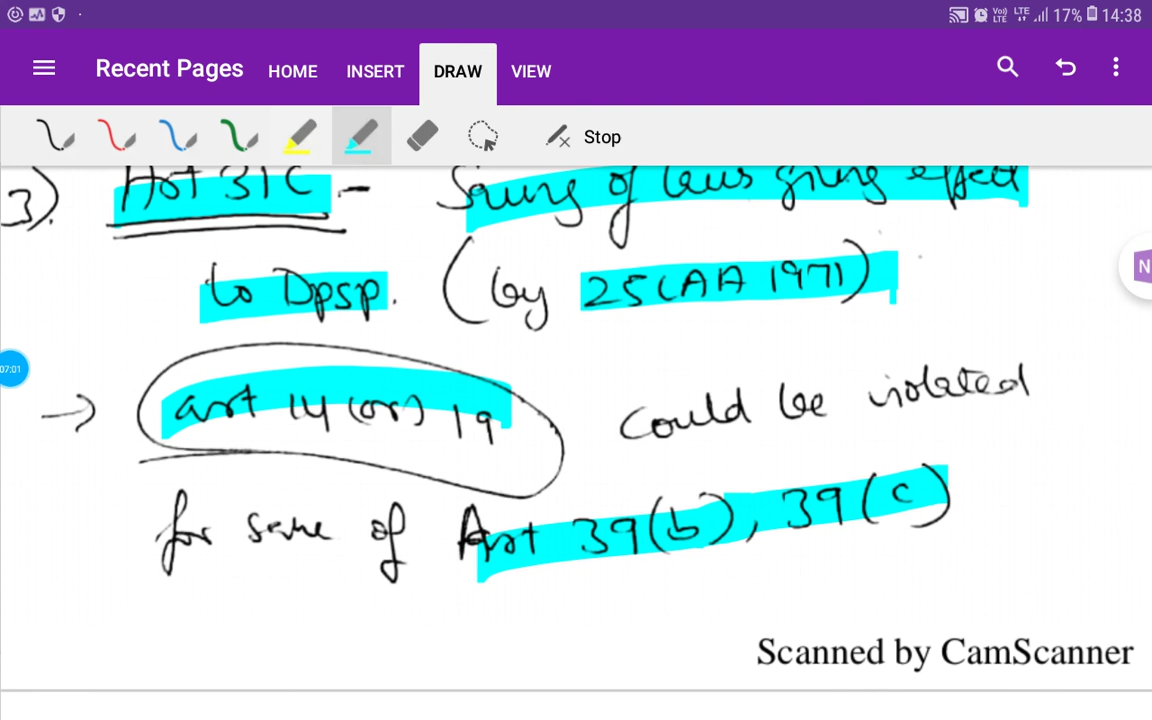 LTE 17% 14:38
Recent Pages HOME INSERT DRAW VIEW
Stop
3). Art 31C - Saving of laws giving effect
to Dpsp. (by 25CAA 1971)
07:01
→ art 14 (or) 19 could be violated
for sake of Art 39(b), 39(c)
N
Scanned by CamScanner